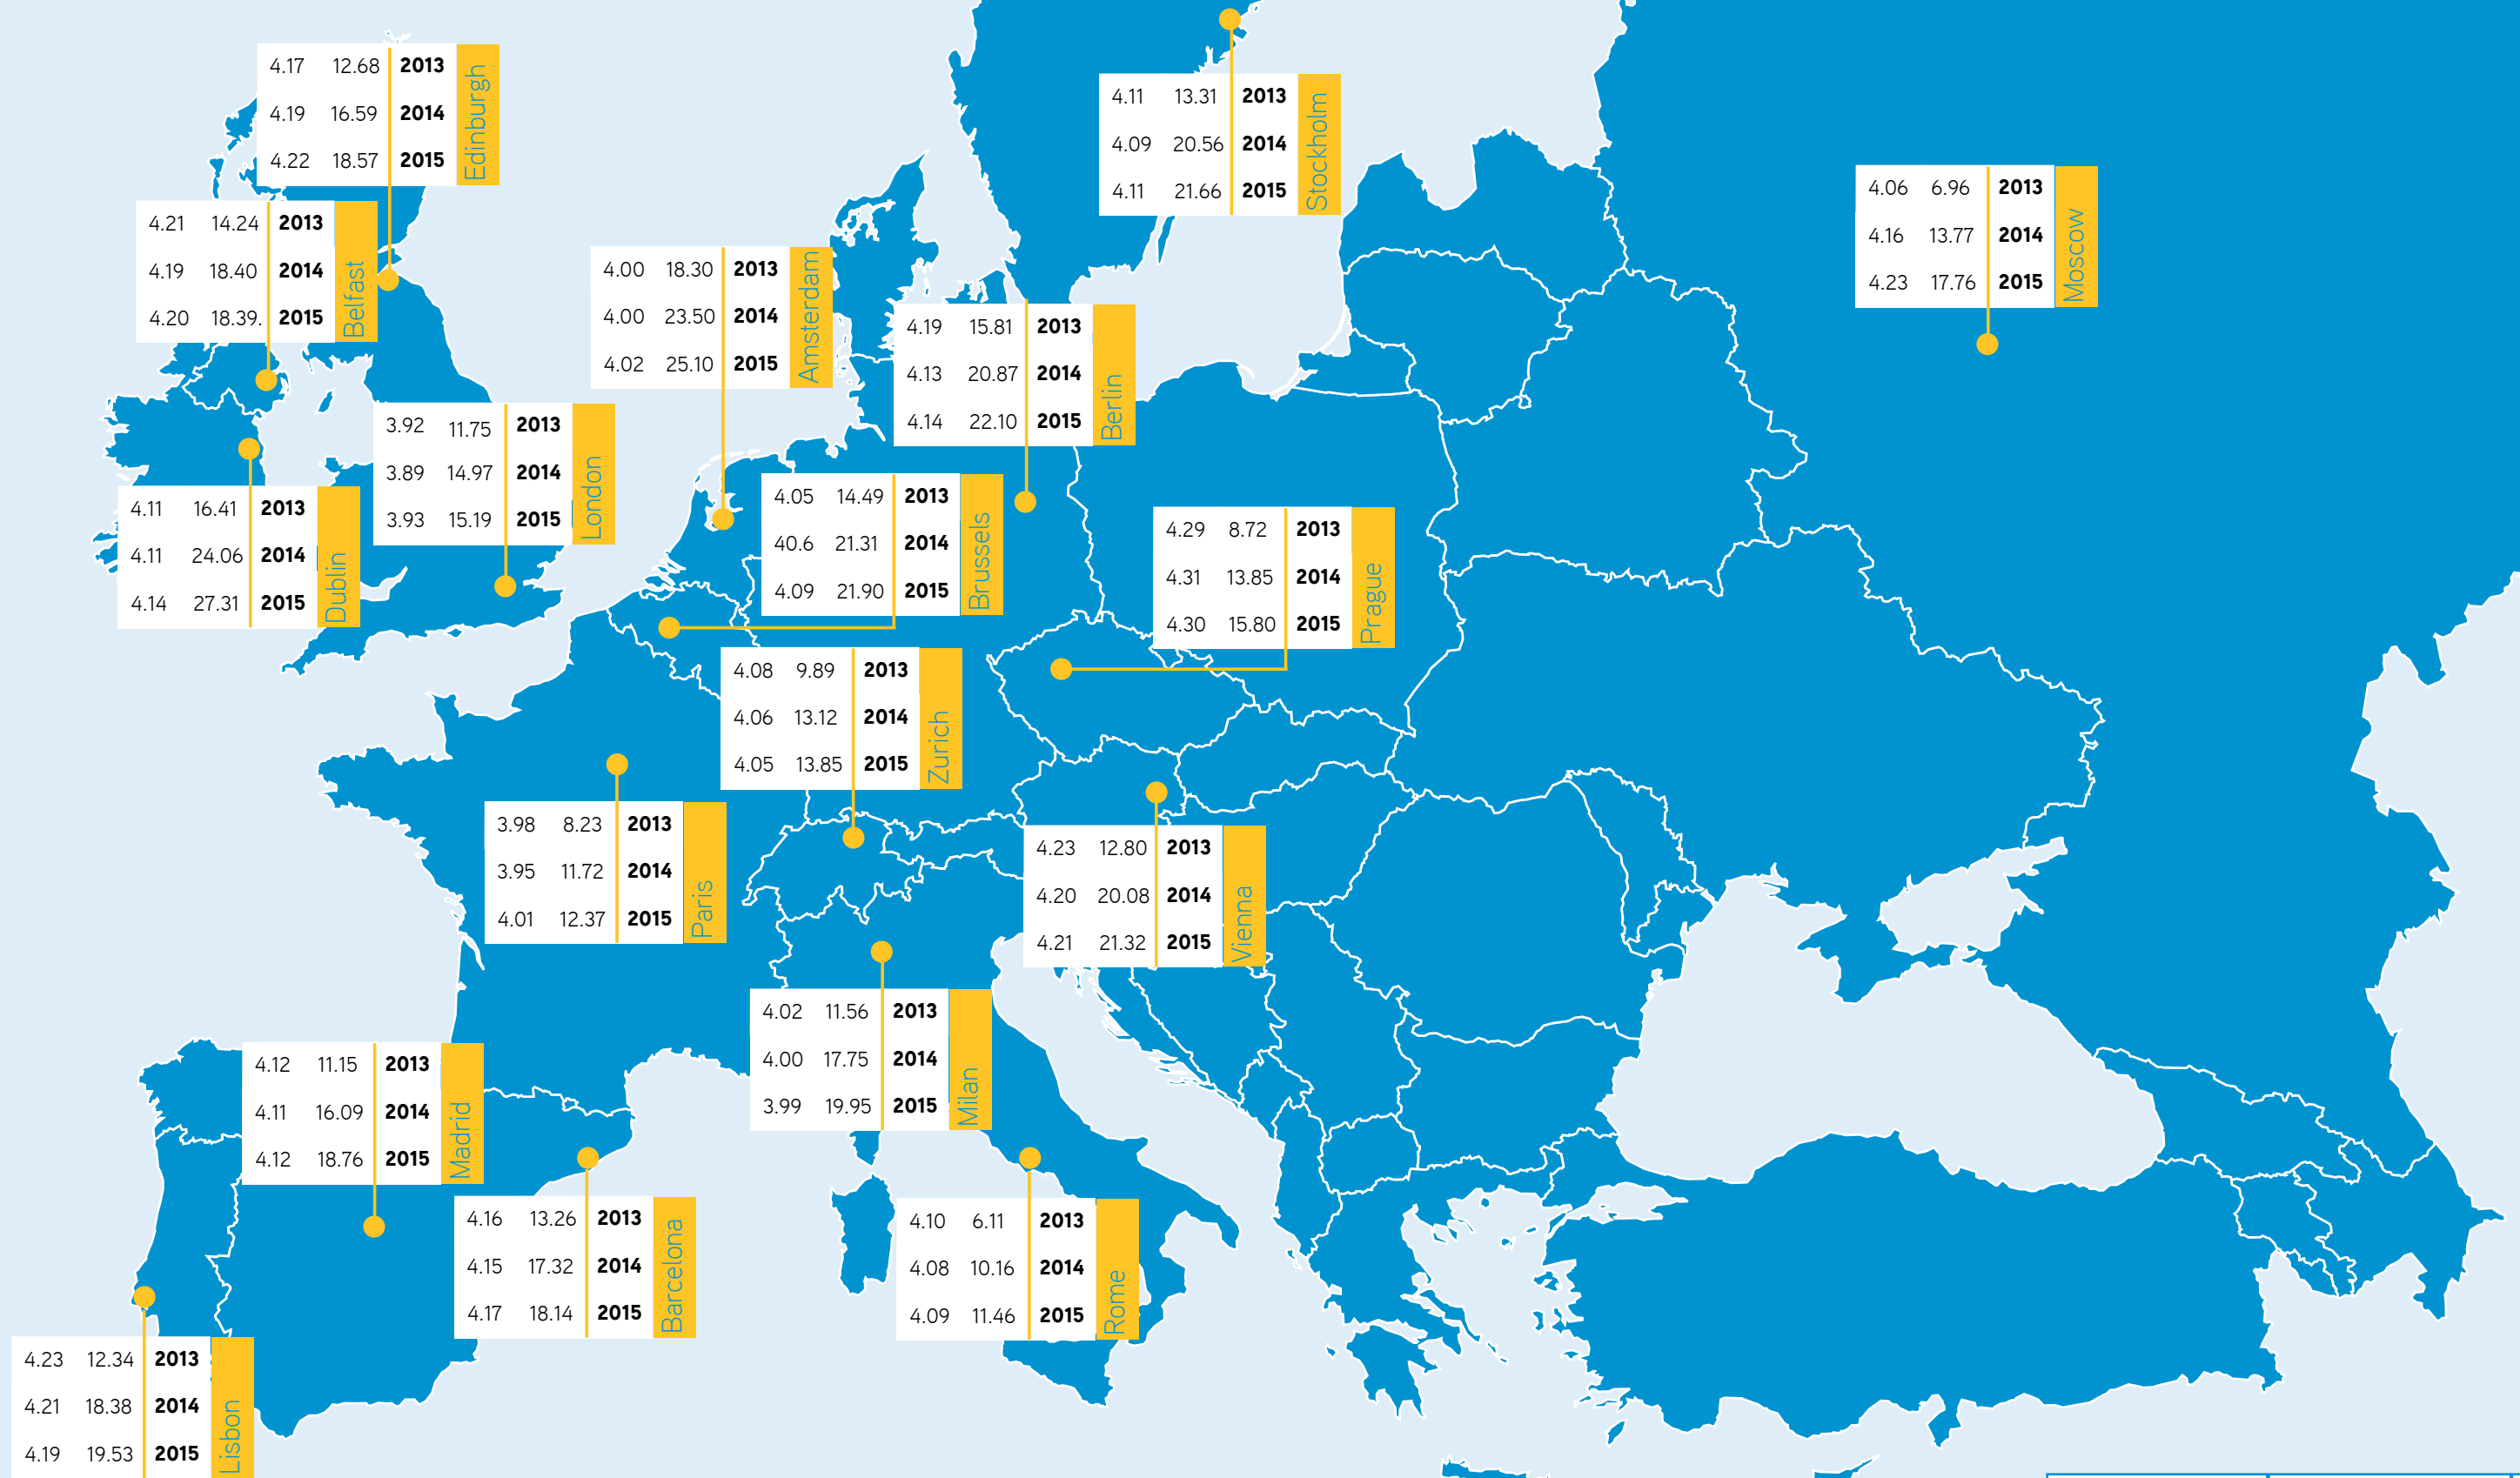 4.17 12.68 2013
4.19 16.59 2014
4.22 18.57 2015
Edinburgh
4.11 13.31 2013
4.09 20.56 2014
4.11 21.66 2015
Stockholm
4.06 6.96 2013
4.16 13.77 2014
4.23 17.76 2015
Moscow
4.21 14.24 2013
4.19 18.40 2014
4.20 18.39. 2015
Belfast
4.00 18.30 2013
4.00 23.50 2014
4.02 25.10 2015
Amsterdam
4.19 15.81 2013
4.13 20.87 2014
4.14 22.10 2015
Berlin
3.92 11.75 2013
3.89 14.97 2014
3.93 15.19 2015
London
4.11 16.41 2013
4.11 24.06 2014
4.14 27.31 2015
Dublin
4.05 14.49 2013
40.6 21.31 2014
4.09 21.90 2015
Brussels
4.29 8.72 2013
4.31 13.85 2014
4.30 15.80 2015
Prague
4.08 9.89 2013
4.06 13.12 2014
4.05 13.85 2015
Zurich
3.98 8.23 2013
3.95 11.72 2014
4.01 12.37 2015
Paris
4.23 12.80 2013
4.20 20.08 2014
4.21 21.32 2015
Vienna
4.02 11.56 2013
4.00 17.75 2014
3.99 19.95 2015
Milan
4.12 11.15 2013
4.11 16.09 2014
4.12 18.76 2015
Madrid
4.16 13.26 2013
4.15 17.32 2014
4.17 18.14 2015
Barcelona
4.10 6.11 2013
4.08 10.16 2014
4.09 11.46 2015
Rome
4.23 12.34 2013
4.21 18.38 2014
4.19 19.53 2015
Lisbon